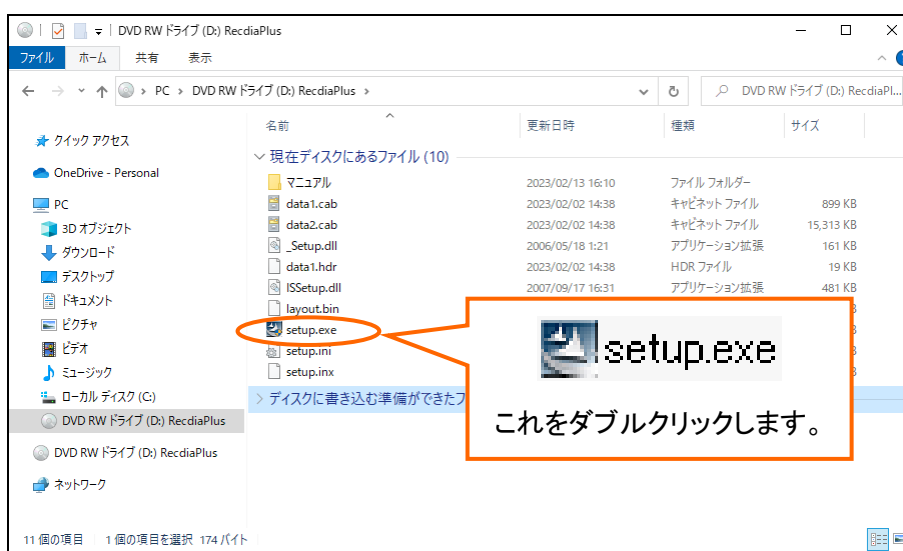 DVD RW ドライブ (D:) RecdiaPlus
ファイル ホーム 共有 表示
PC › DVD RW ドライブ (D:) RecdiaPlus ›
DVD RW ドライブ (D:) RecdiaPl...
名前 更新日時 種類 サイズ
クイック アクセス
OneDrive - Personal
PC
3D オブジェクト
ダウンロード
デスクトップ
ドキュメント
ピクチャ
ビデオ
ミュージック
ローカル ディスク (C:)
DVD RW ドライブ (D:) RecdiaPlus
DVD RW ドライブ (D:) RecdiaPlus
ネットワーク
現在ディスクにあるファイル (10)
マニュアル 2023/02/13 16:10 ファイル フォルダー
data1.cab 2023/02/02 14:38 キャビネット ファイル 899 KB
data2.cab 2023/02/02 14:38 キャビネット ファイル 15,313 KB
_Setup.dll 2006/05/18 1:21 アプリケーション拡張 161 KB
data1.hdr 2023/02/02 14:38 HDR ファイル 19 KB
ISSetup.dll 2007/09/17 16:31 アプリケーション拡張 481 KB
layout.bin
setup.exe
setup.ini
setup.inx
ディスクに書き込む準備ができたフ
setup.exe
これをダブルクリックします。
11 個の項目 1 個の項目を選択 174 バイト